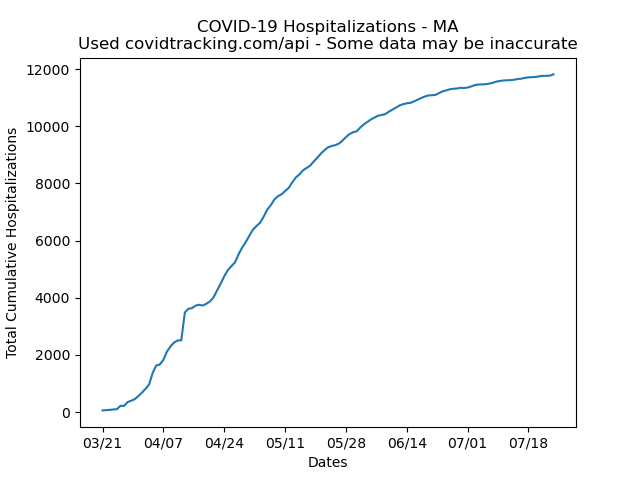 COVID-19 Hospitalizations - MA
Used covidtracking.com/api - Some data may be inaccurate
12000
10000
8000
6000
4000
2000
0
Total Cumulative Hospitalizations
03/21 04/07 04/24 05/11 05/28 06/14 07/01 07/18
Dates